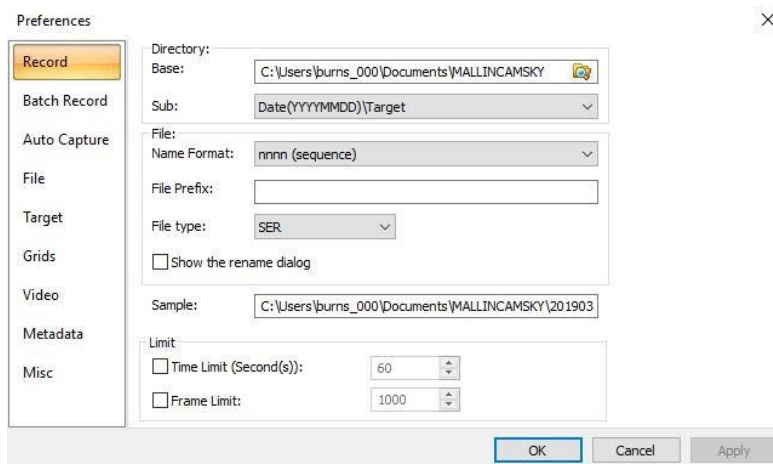 Preferences
Record
Batch Record
Auto Capture
File
Target
Grids
Video
Metadata
Misc
Directory:
Base: C:\Users\burns_000\Documents\MALLINCAMSKY
Sub: Date(YYYYMMDD)\Target
File:
Name Format: nnnn (sequence)
File Prefix:
File type: SER
Show the rename dialog
Sample: C:\Users\burns_000\Documents\MALLINCAMSKY\201903
Limit
Time Limit (Second(s)): 60
Frame Limit: 1000
OK Cancel Apply